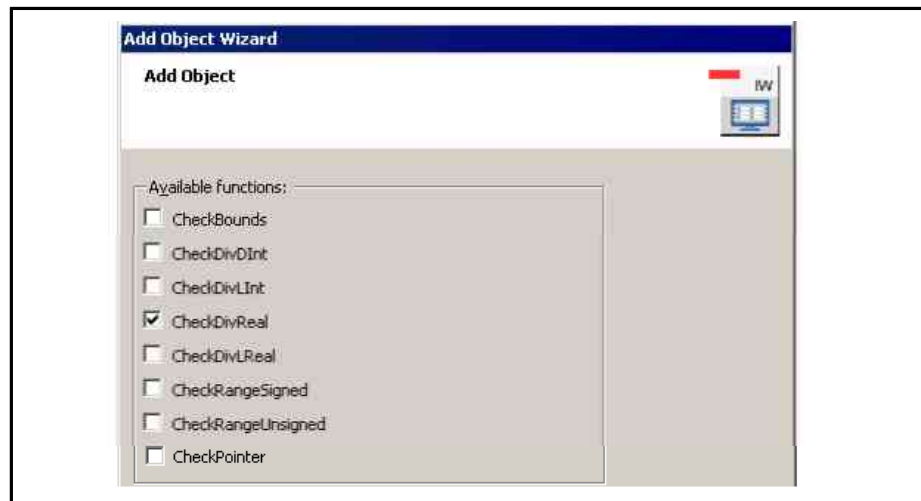 Add Object Wizard
Add Object
IW
Available functions:
CheckBounds
CheckDivDInt
CheckDivLInt
CheckDivReal
CheckDivLReal
CheckRangeSigned
CheckRangeUnsigned
CheckPointer